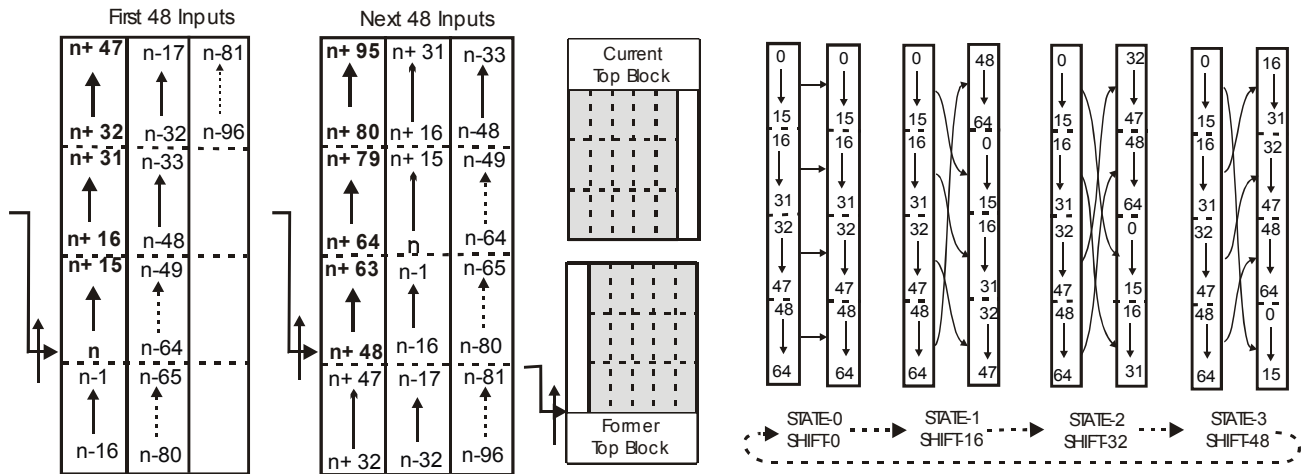 First 48 Inputs
n+ 47
n-17
n-81
n+ 32
n-32
n-96
n+ 31
n-33
n+ 16
n-48
n+ 15
n-49
n
n-64
n-1
n-65
n-16
n-80
Next 48 Inputs
n+ 95
n+ 31
n-33
n+ 80
n+ 16
n-48
n+ 79
n+ 15
n-49
n+ 64
n
n-64
n+ 63
n-1
n-65
n+ 48
n-16
n-80
n+ 47
n-17
n-81
n+ 32
n-32
n-96
Current
Top Block
Former
Top Block
0
15
16
31
32
47
48
64
0
15
16
31
32
47
48
64
STATE-0
SHIFT-0
0
15
16
31
32
47
48
64
48
64
0
15
16
31
32
47
STATE-1
SHIFT-16
0
15
16
31
32
47
48
64
32
47
48
64
0
15
16
31
STATE-2
SHIFT-32
0
15
16
31
32
47
48
64
16
31
32
47
48
64
0
15
STATE-3
SHIFT-48